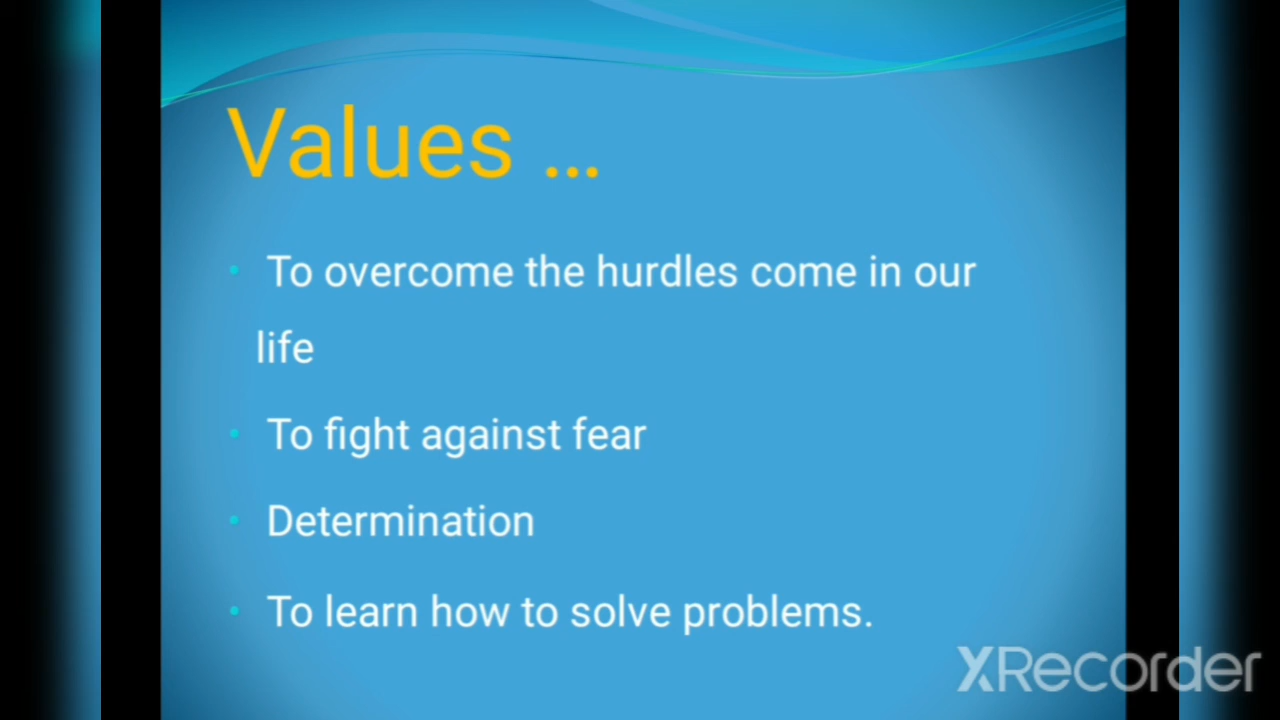 Values ...
• To overcome the hurdles come in our
life
• To fight against fear
• Determination
• To learn how to solve problems.
XRecorder